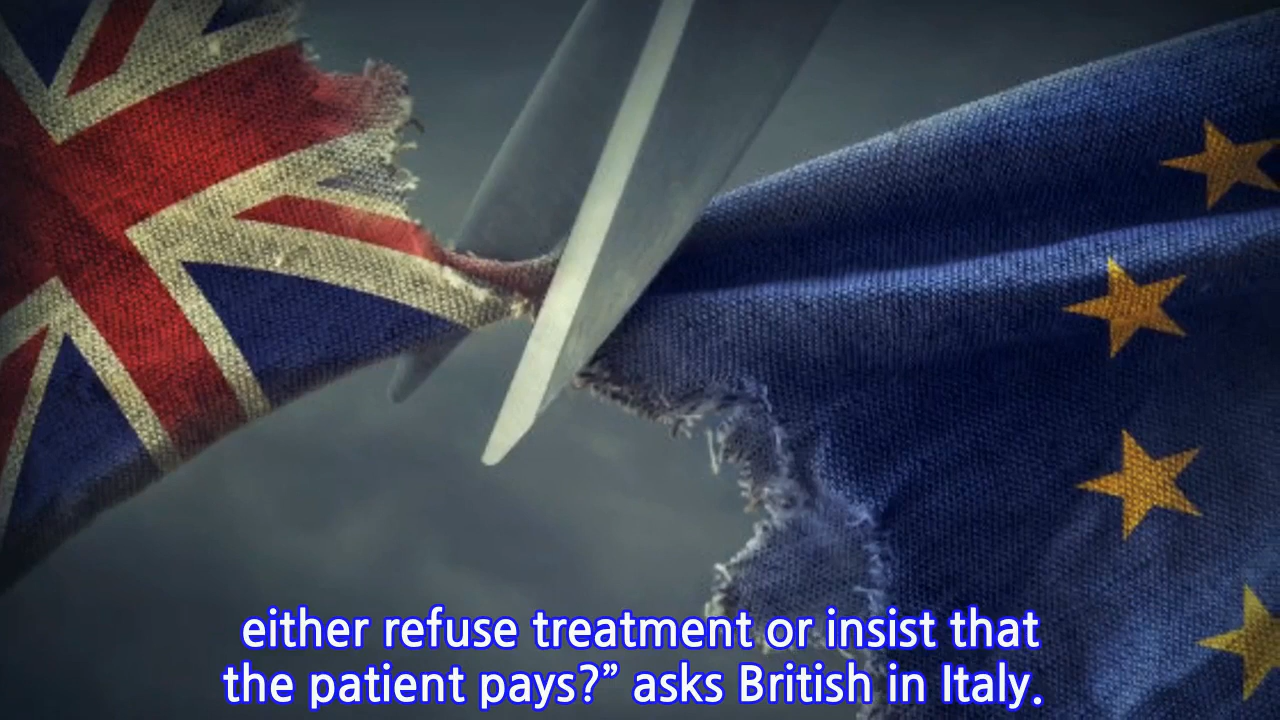 either refuse treatment or insist that
the patient pays?” asks British in Italy.